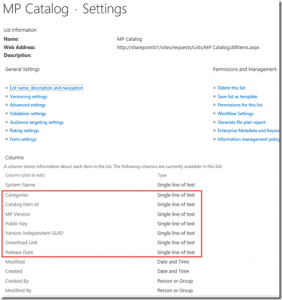 MP Catalog › Settings
List Information
Name: MP Catalog
Web Address: http://sharepoint01/sites/requests/Lists/MP Catalog/AllItems.aspx
Description:
General Settings
Permissions and Management
List name, description and navigation
Delete this list
Versioning settings
Save list as template
Advanced settings
Permissions for this list
Validation settings
Workflow Settings
Audience targeting settings
Generate file plan report
Rating settings
Enterprise Metadata and Keywo
Form settings
Information management policy
Columns
A column stores information about each item in the list. The following columns are currently available in this list:
Column (click to edit) Type
System Name Single line of text
Categories Single line of text
Catalog Item Id Single line of text
MP Version Single line of text
Public Key Single line of text
Version Independent GUID Single line of text
Download Link Single line of text
Release Date Single line of text
Modified Date and Time
Created Date and Time
Created By Person or Group
Modified By Person or Group